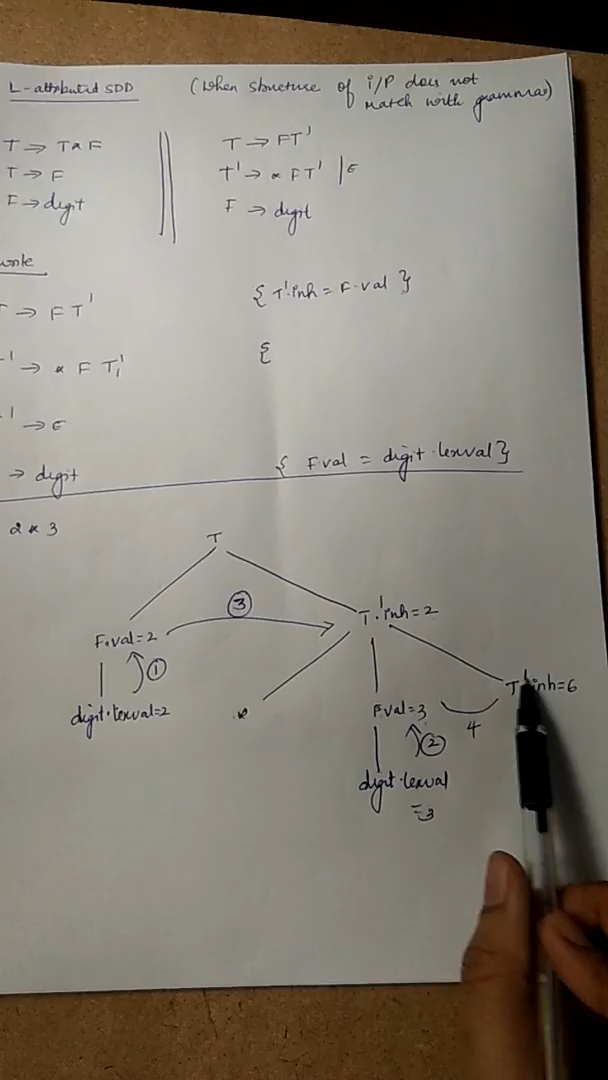 L-attributed SDD (When structure of i/P does not
Match with grammar)
T → T * F T → FT'
T → F T' → * FT' | ϵ
F → digit F → digit
T → FT' { T'.inh = F.val }
T' → * F T₁' {
' → ϵ
→ digit { F.val = digit.lexval }
2 * 3
T
③
F.val=2 T'.inh=2
①
digit.lexval=2 * F.val=3 T'.inh=6
4
②
digit.lexval
=3